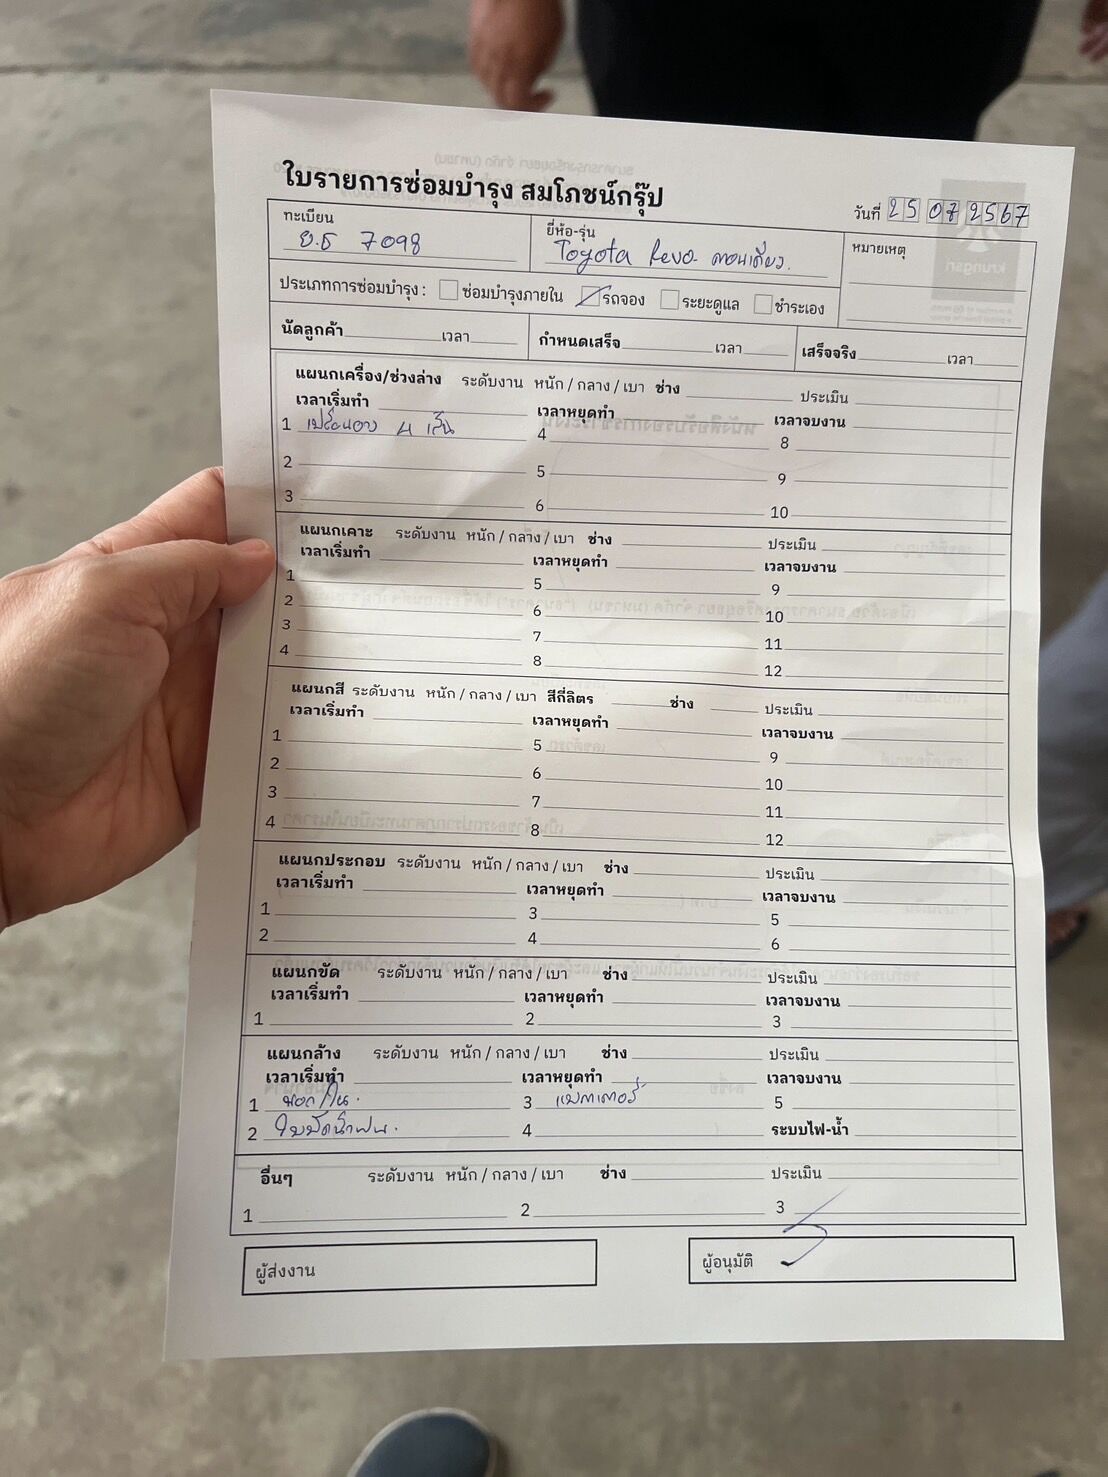 ใบรายการซ่อมบำรุง สมโภชน์กรุ๊ป
วันที่ 25 07 2567
ทะเบียน ย.ธ 7098
ยี่ห้อ-รุ่น Toyota Revo ตอนเดียว.
หมายเหตุ
ประเภทการซ่อมบำรุง : ซ่อมบำรุงภายใน รถจอง ระยะดูแล ชำระเอง
นัดลูกค้า เวลา กำหนดเสร็จ เวลา เสร็จจริง เวลา
แผนกเครื่อง/ช่วงล่าง ระดับงาน หนัก / กลาง / เบา ช่าง ประเมิน
เวลาเริ่มทำ เวลาหยุดทำ เวลาจบงาน
1 เปลี่ยนยาง 4 เส้น 4 8
2 5 9
3 6 10
แผนกเคาะ ระดับงาน หนัก / กลาง / เบา ช่าง ประเมิน
เวลาเริ่มทำ เวลาหยุดทำ เวลาจบงาน
1 5 9
2 6 10
3 7 11
4 8 12
แผนกสี ระดับงาน หนัก / กลาง / เบา สีกี่ลิตร ช่าง ประเมิน
เวลาเริ่มทำ เวลาหยุดทำ เวลาจบงาน
1 5 9
2 6 10
3 7 11
4 8 12
แผนกประกอบ ระดับงาน หนัก / กลาง / เบา ช่าง ประเมิน
เวลาเริ่มทำ เวลาหยุดทำ เวลาจบงาน
1 3 5
2 4 6
แผนกขัด ระดับงาน หนัก / กลาง / เบา ช่าง ประเมิน
เวลาเริ่มทำ เวลาหยุดทำ เวลาจบงาน
1 2 3
แผนกล้าง ระดับงาน หนัก / กลาง / เบา ช่าง ประเมิน
เวลาเริ่มทำ เวลาหยุดทำ เวลาจบงาน
1 นอก/ใน. 3 แบตเตอรี่ 5
2 ใบปัดน้ำฝน. 4 ระบบไฟ-น้ำ
อื่นๆ ระดับงาน หนัก / กลาง / เบา ช่าง ประเมิน
1 2 3
ผู้ส่งงาน ผู้อนุมัติ